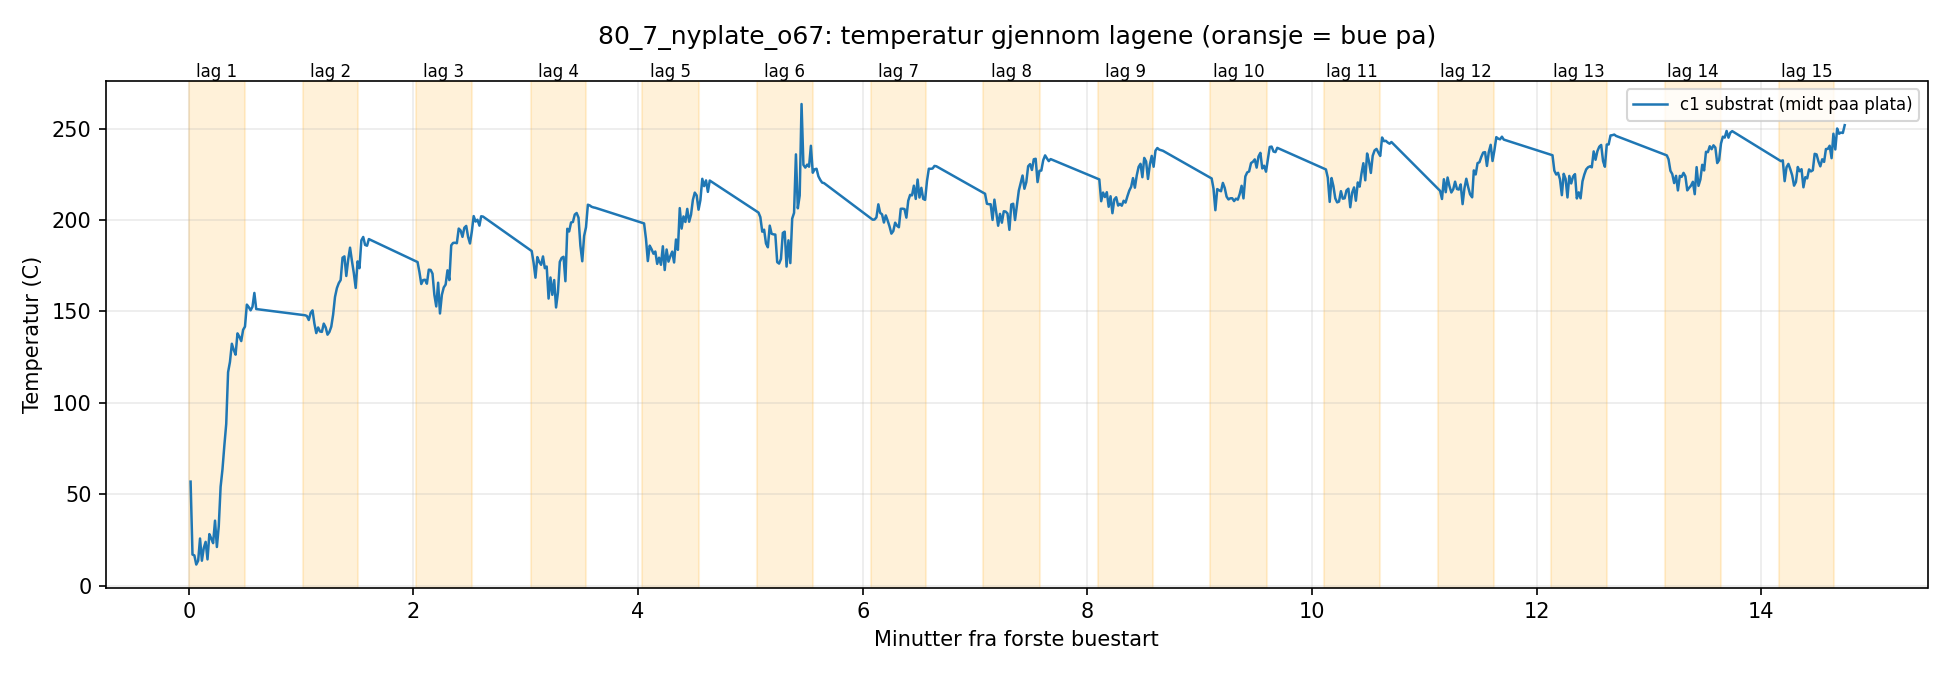 80_7_nyplate_o67: temperatur gjennom lagene (oransje = bue pa)
lag 1 lag 2 lag 3 lag 4 lag 5 lag 6 lag 7 lag 8 lag 9 lag 10 lag 11 lag 12 lag 13 lag 14 lag 15
c1 substrat (midt paa plata)
Temperatur (C)
250
200
150
100
50
0
0 2 4 6 8 10 12 14
Minutter fra forste buestart